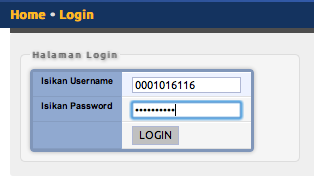 Home • Login
Halaman Login
Isikan Username 0001016116
Isikan Password ••••••••••
LOGIN